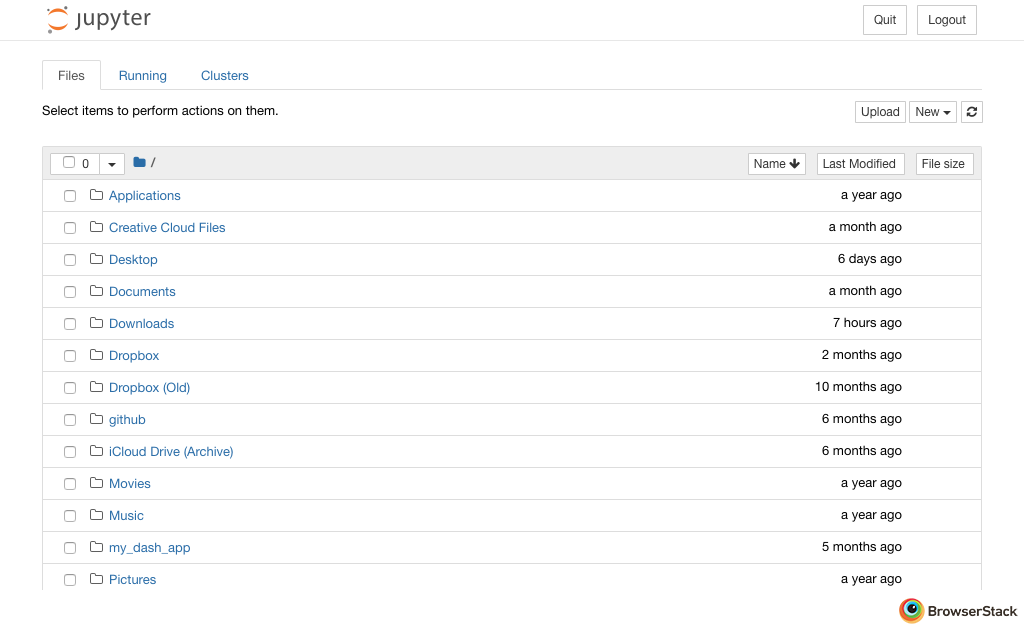 jupyter
Quit Logout
Files Running Clusters
Select items to perform actions on them.
Upload New
0 / Name Last Modified File size
Applications a year ago
Creative Cloud Files a month ago
Desktop 6 days ago
Documents a month ago
Downloads 7 hours ago
Dropbox 2 months ago
Dropbox (Old) 10 months ago
github 6 months ago
iCloud Drive (Archive) 6 months ago
Movies a year ago
Music a year ago
my_dash_app 5 months ago
Pictures a year ago
BrowserStack